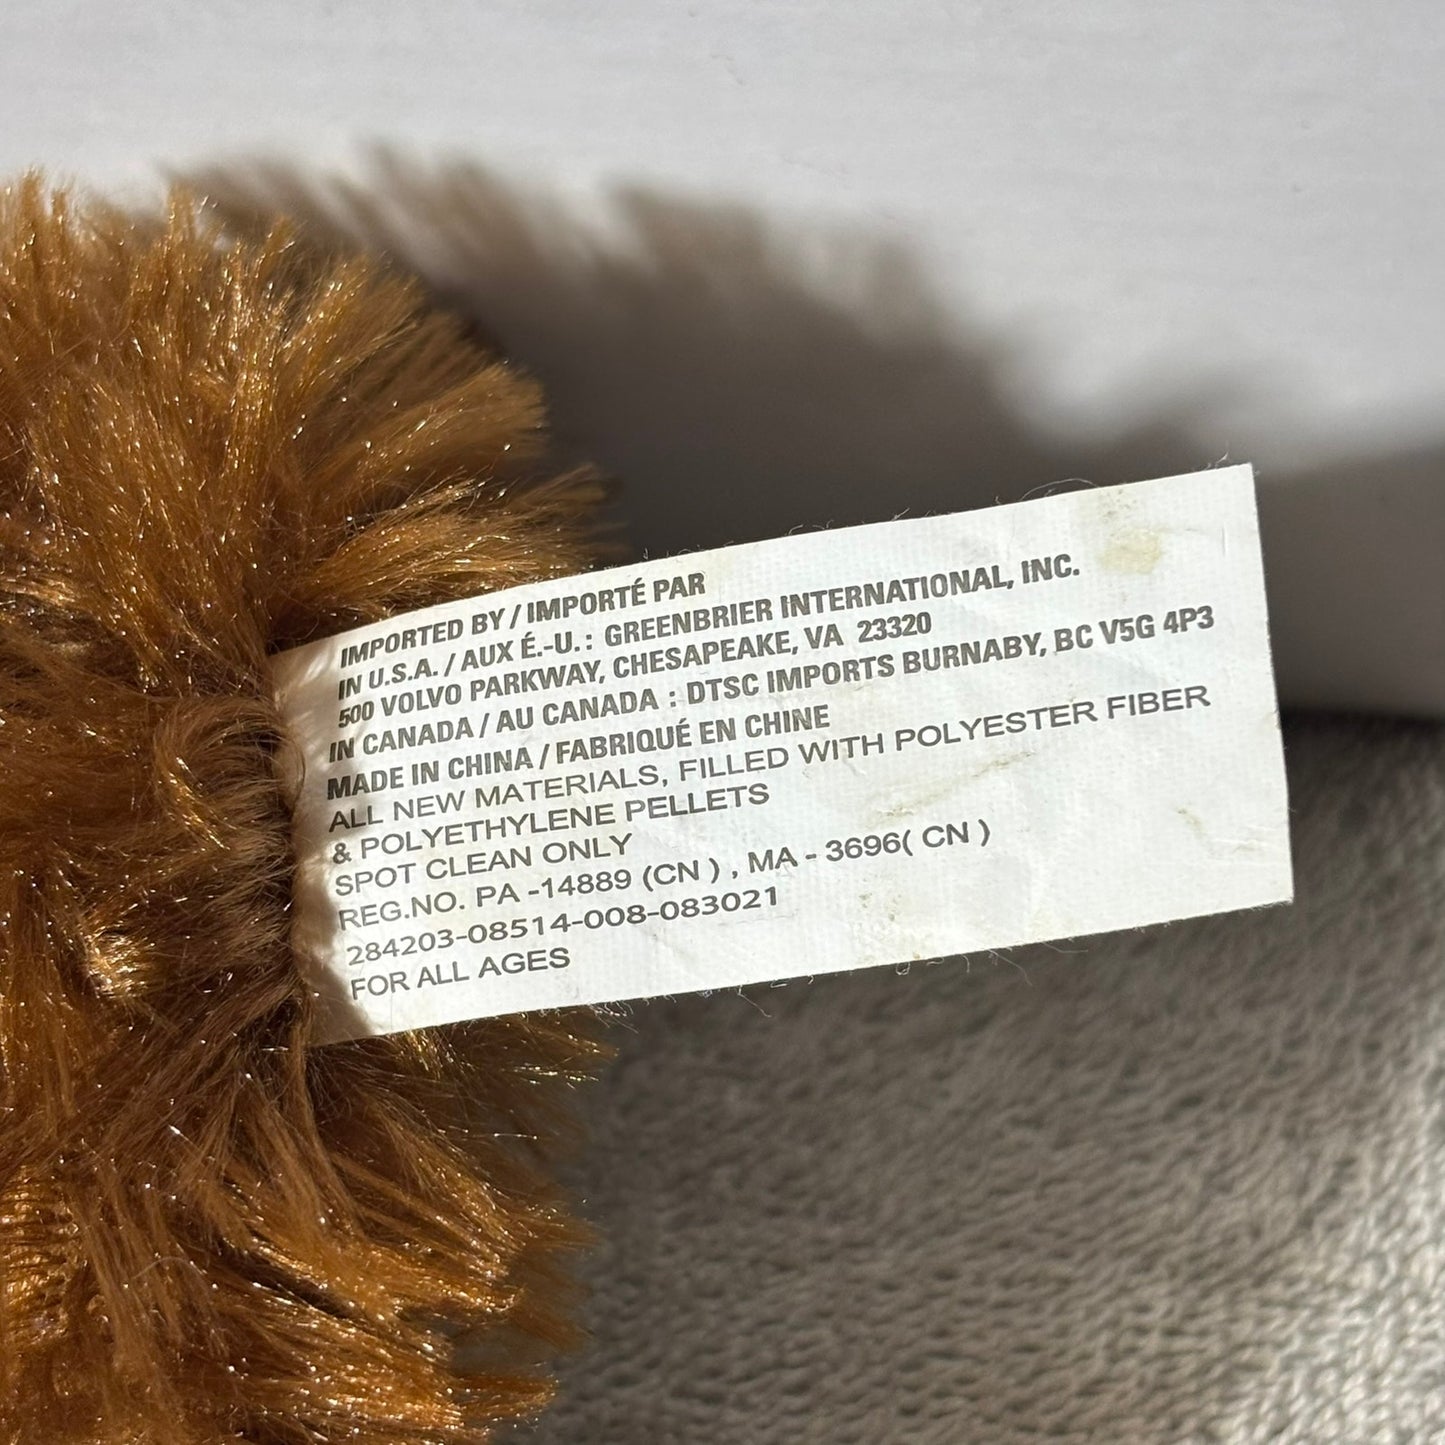 IMPORTED BY / IMPORTÉ PAR
IN U.S.A. / AUX É.-U. : GREENBRIER INTERNATIONAL, INC.
500 VOLVO PARKWAY, CHESAPEAKE, VA 23320
IN CANADA / AU CANADA : DTSC IMPORTS BURNABY, BC V5G 4P3
MADE IN CHINA / FABRIQUÉ EN CHINE
ALL NEW MATERIALS, FILLED WITH POLYESTER FIBER
& POLYETHYLENE PELLETS
SPOT CLEAN ONLY
REG.NO. PA -14889 (CN ) , MA - 3696( CN )
284203-08514-008-083021
FOR ALL AGES